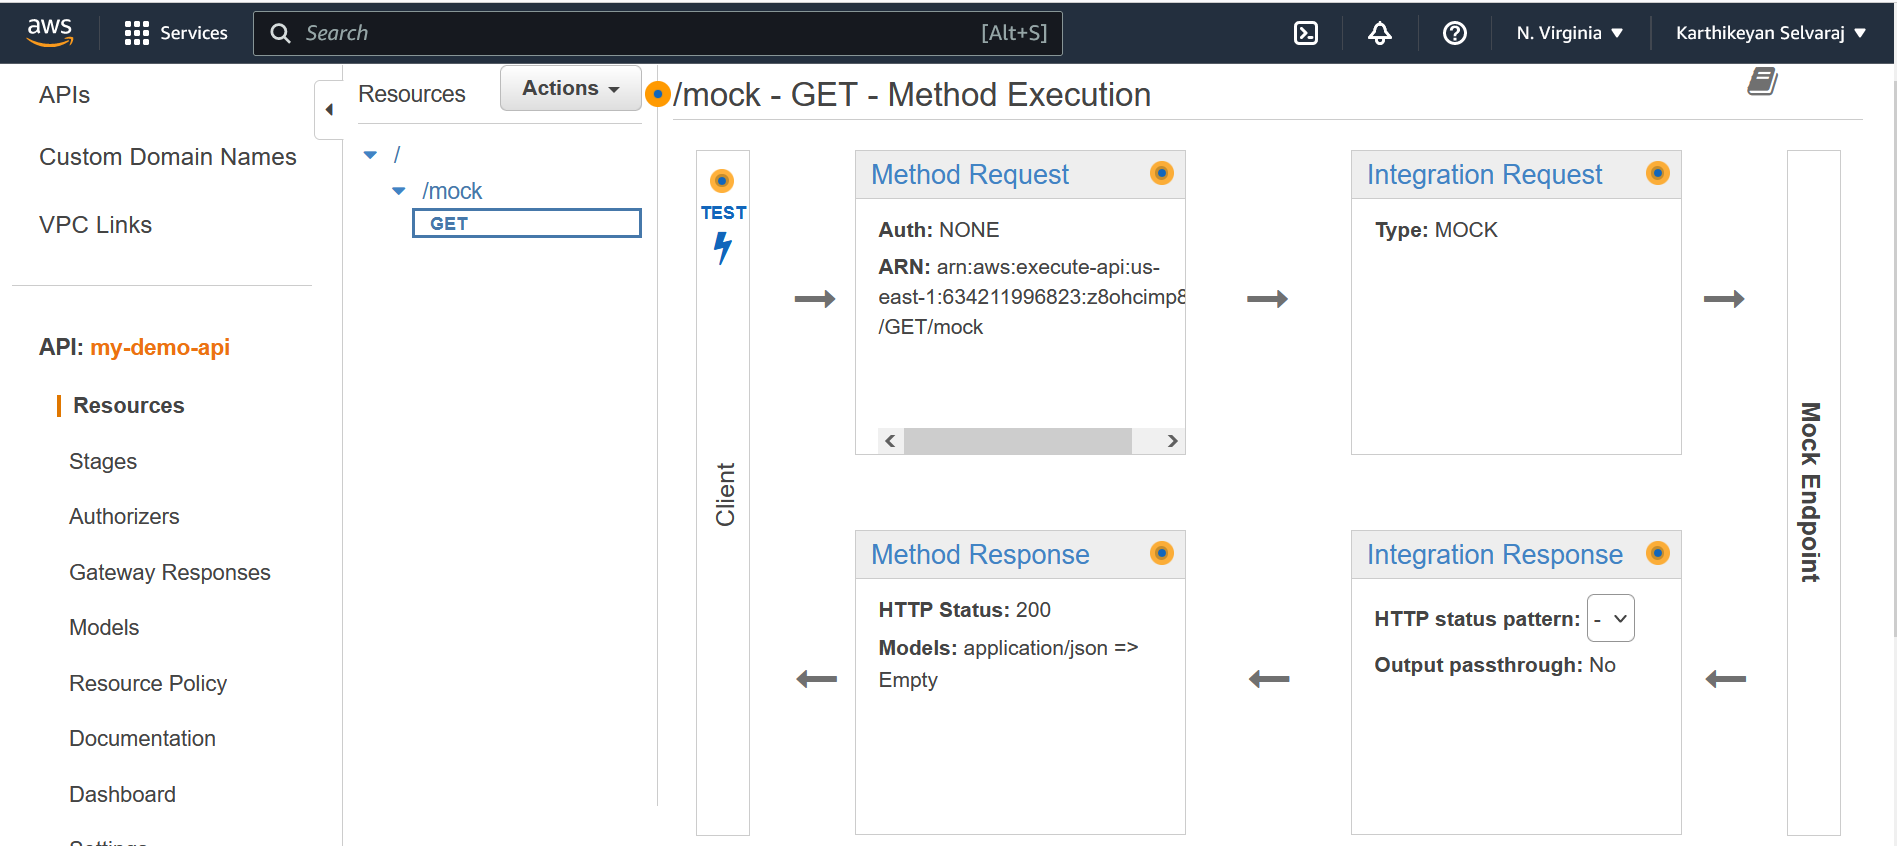 aws
Services
Search
[Alt+S]
N. Virginia
Karthikeyan Selvaraj
APIs
Custom Domain Names
VPC Links
API: my-demo-api
Resources
Stages
Authorizers
Gateway Responses
Models
Resource Policy
Documentation
Dashboard
Settings
Resources
Actions
/
/mock
GET
/mock - GET - Method Execution
TEST
Client
Method Request
Auth: NONE
ARN: arn:aws:execute-api:us-
east-1:634211996823:z8ohcimp8
/GET/mock
Integration Request
Type: MOCK
Mock Endpoint
Method Response
HTTP Status: 200
Models: application/json =>
Empty
Integration Response
HTTP status pattern: -
Output passthrough: No